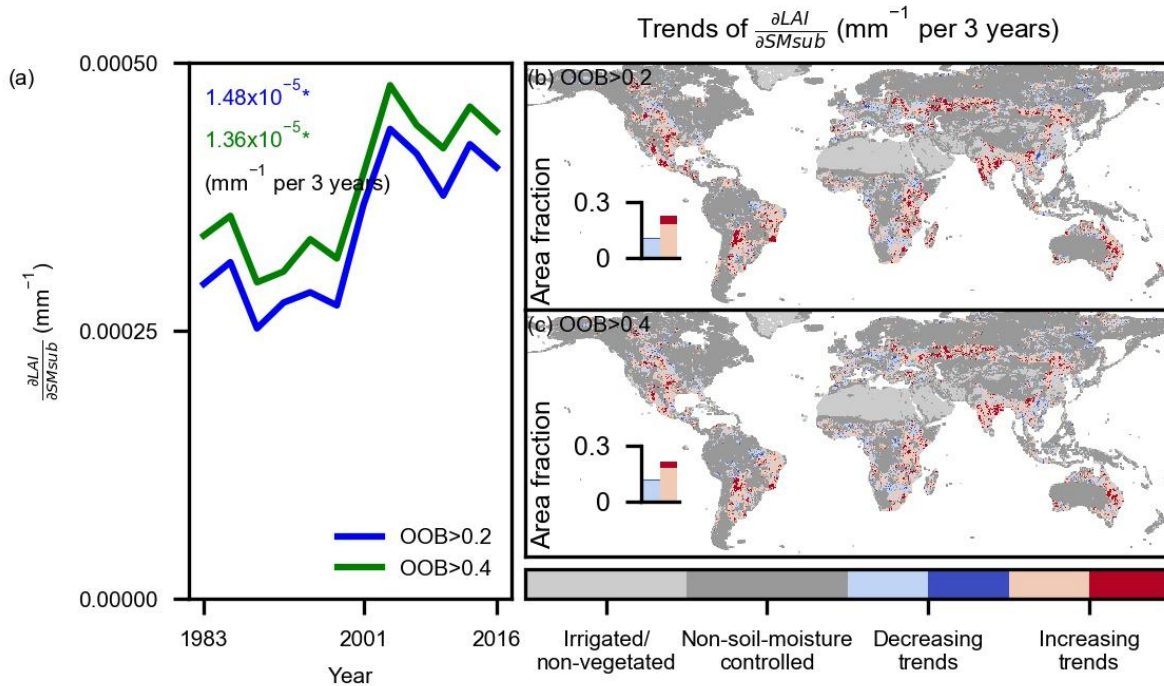 Trends of ∂LAI/∂SMsub (mm⁻¹ per 3 years)
(a)
0.00050
0.00025
0.00000
∂LAI/∂SMsub (mm⁻¹)
1.48x10⁻⁵*
1.36x10⁻⁵*
(mm⁻¹ per 3 years)
OOB>0.2
OOB>0.4
1983
2001
2016
Year
(b) OOB>0.2
Area fraction
0.3
0
(c) OOB>0.4
Area fraction
0.3
0
Irrigated/
non-vegetated
Non-soil-moisture
controlled
Decreasing
trends
Increasing
trends